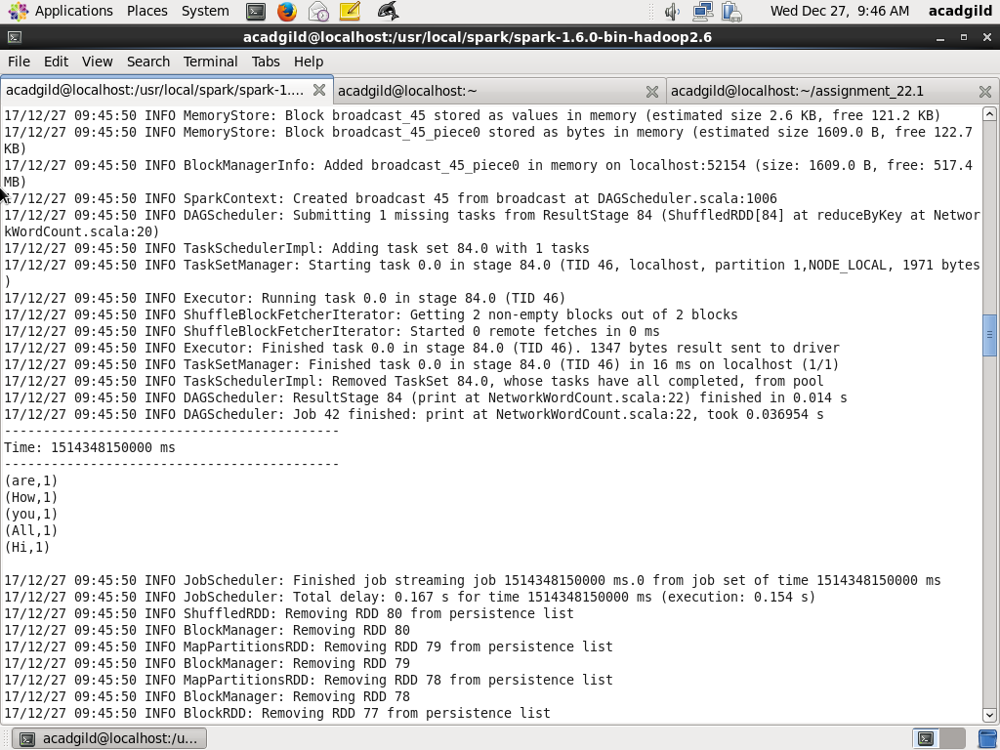 Applications Places System Wed Dec 27, 9:46 AM acadgild
acadgild@localhost:/usr/local/spark/spark-1.6.0-bin-hadoop2.6
File Edit View Search Terminal Tabs Help
acadgild@localhost:/usr/local/spark/spark-1.... acadgild@localhost:~ acadgild@localhost:~/assignment_22.1
17/12/27 09:45:50 INFO MemoryStore: Block broadcast_45 stored as values in memory (estimated size 2.6 KB, free 121.2 KB)
17/12/27 09:45:50 INFO MemoryStore: Block broadcast_45_piece0 stored as bytes in memory (estimated size 1609.0 B, free 122.7
KB)
17/12/27 09:45:50 INFO BlockManagerInfo: Added broadcast_45_piece0 in memory on localhost:52154 (size: 1609.0 B, free: 517.4
MB)
17/12/27 09:45:50 INFO SparkContext: Created broadcast 45 from broadcast at DAGScheduler.scala:1006
17/12/27 09:45:50 INFO DAGScheduler: Submitting 1 missing tasks from ResultStage 84 (ShuffledRDD[84] at reduceByKey at Networ
kWordCount.scala:20)
17/12/27 09:45:50 INFO TaskSchedulerImpl: Adding task set 84.0 with 1 tasks
17/12/27 09:45:50 INFO TaskSetManager: Starting task 0.0 in stage 84.0 (TID 46, localhost, partition 1,NODE_LOCAL, 1971 bytes
)
17/12/27 09:45:50 INFO Executor: Running task 0.0 in stage 84.0 (TID 46)
17/12/27 09:45:50 INFO ShuffleBlockFetcherIterator: Getting 2 non-empty blocks out of 2 blocks
17/12/27 09:45:50 INFO ShuffleBlockFetcherIterator: Started 0 remote fetches in 0 ms
17/12/27 09:45:50 INFO Executor: Finished task 0.0 in stage 84.0 (TID 46). 1347 bytes result sent to driver
17/12/27 09:45:50 INFO TaskSetManager: Finished task 0.0 in stage 84.0 (TID 46) in 16 ms on localhost (1/1)
17/12/27 09:45:50 INFO TaskSchedulerImpl: Removed TaskSet 84.0, whose tasks have all completed, from pool
17/12/27 09:45:50 INFO DAGScheduler: ResultStage 84 (print at NetworkWordCount.scala:22) finished in 0.014 s
17/12/27 09:45:50 INFO DAGScheduler: Job 42 finished: print at NetworkWordCount.scala:22, took 0.036954 s
-------------------------------------------
Time: 1514348150000 ms
-------------------------------------------
(are,1)
(How,1)
(you,1)
(All,1)
(Hi,1)
17/12/27 09:45:50 INFO JobScheduler: Finished job streaming job 1514348150000 ms.0 from job set of time 1514348150000 ms
17/12/27 09:45:50 INFO JobScheduler: Total delay: 0.167 s for time 1514348150000 ms (execution: 0.154 s)
17/12/27 09:45:50 INFO ShuffledRDD: Removing RDD 80 from persistence list
17/12/27 09:45:50 INFO BlockManager: Removing RDD 80
17/12/27 09:45:50 INFO MapPartitionsRDD: Removing RDD 79 from persistence list
17/12/27 09:45:50 INFO BlockManager: Removing RDD 79
17/12/27 09:45:50 INFO MapPartitionsRDD: Removing RDD 78 from persistence list
17/12/27 09:45:50 INFO BlockManager: Removing RDD 78
17/12/27 09:45:50 INFO BlockRDD: Removing RDD 77 from persistence list
acadgild@localhost:/u...